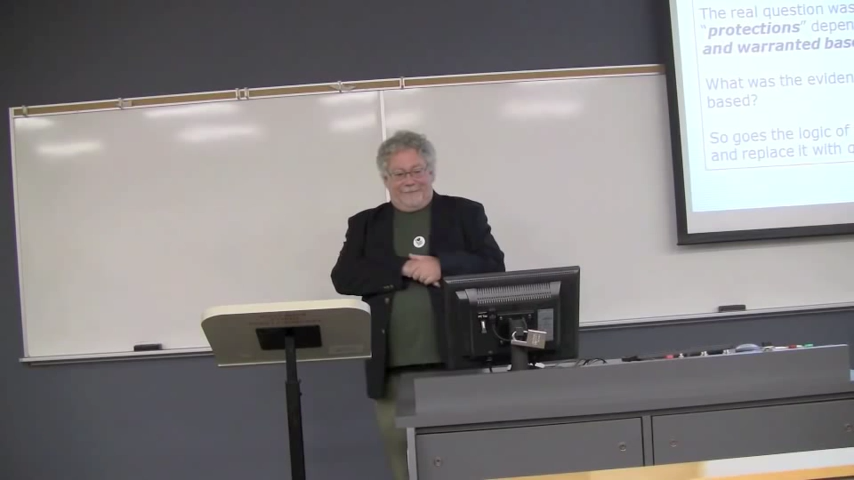 The real question was
"protections" depen
and warranted base
What was the eviden
based?
So goes the logic of
and replace it with